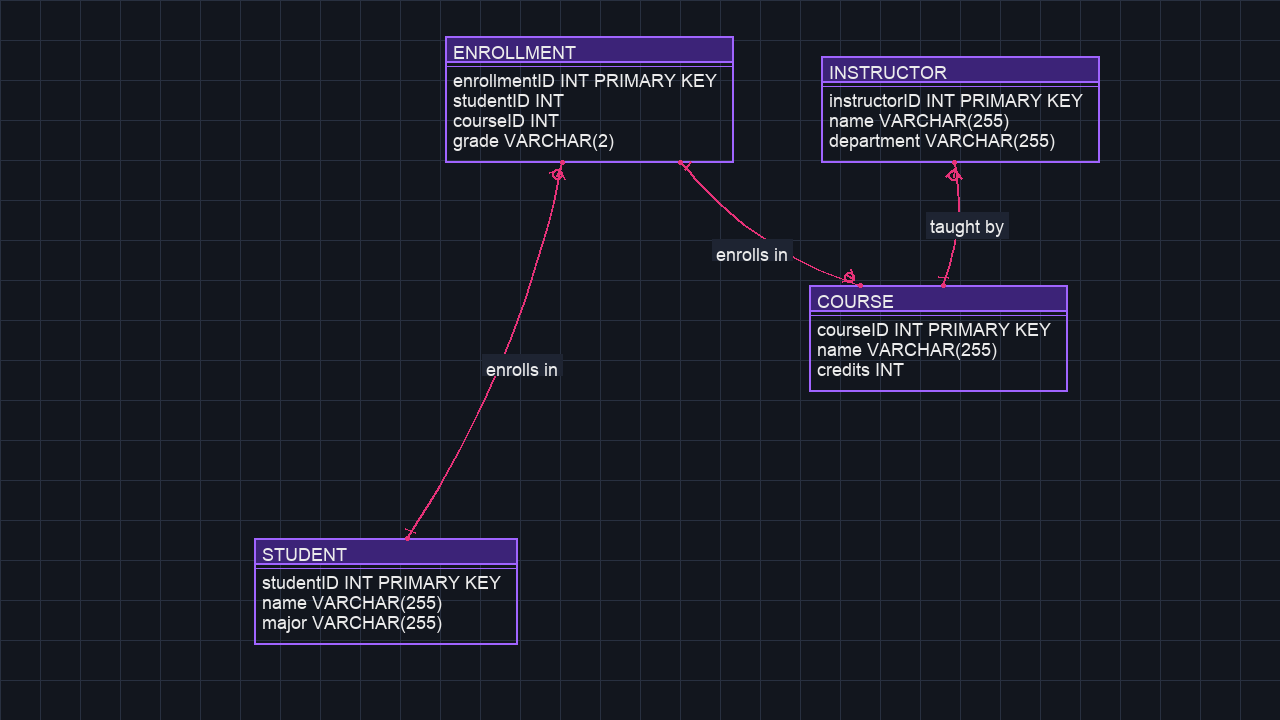 ENROLLMENT
enrollmentID INT PRIMARY KEY
studentID INT
courseID INT
grade VARCHAR(2)
INSTRUCTOR
instructorID INT PRIMARY KEY
name VARCHAR(255)
department VARCHAR(255)
taught by
enrolls in
COURSE
courseID INT PRIMARY KEY
name VARCHAR(255)
credits INT
enrolls in
STUDENT
studentID INT PRIMARY KEY
name VARCHAR(255)
major VARCHAR(255)